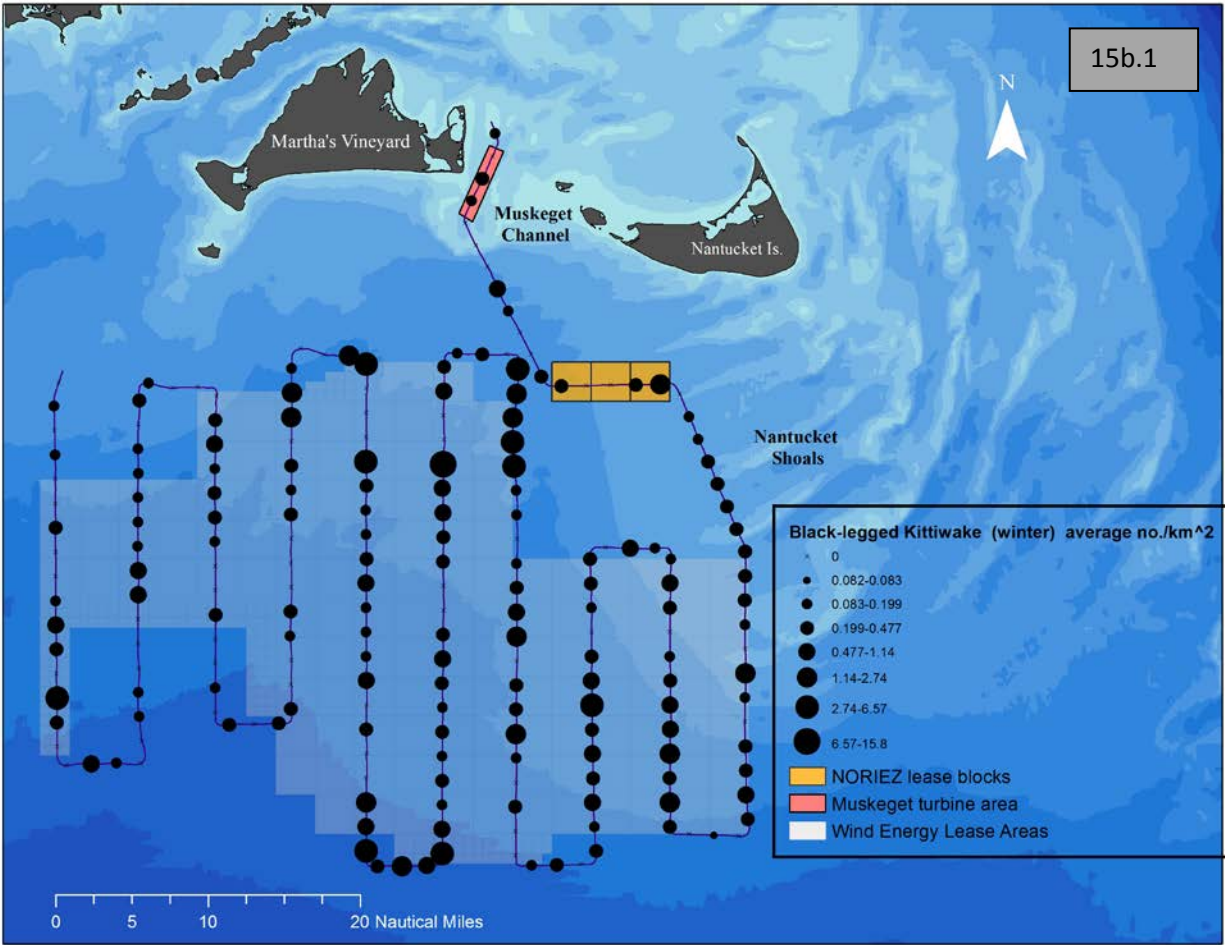 15b.1
N
Martha's Vineyard
Muskeget
Channel
Nantucket Is.
Nantucket
Shoals
Black-legged Kittiwake (winter) average no./km^2
0
0.082-0.083
0.083-0.199
0.199-0.477
0.477-1.14
1.14-2.74
2.74-6.57
6.57-15.8
NORIEZ lease blocks
Muskeget turbine area
Wind Energy Lease Areas
0 5 10 20 Nautical Miles